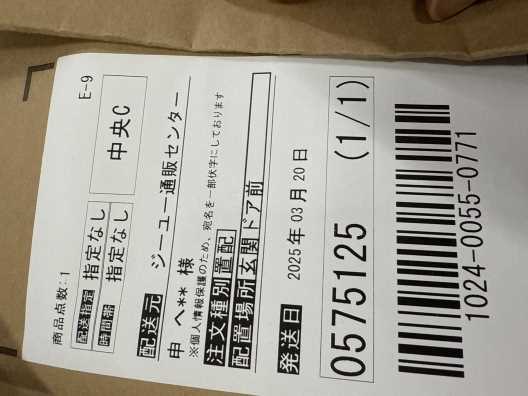 E-9
商品点数:1
配送指定 指定なし
時間帯 指定なし
中央C
配送元 ジーユー通販センター
申 ヘ** 様
※個人情報保護のため、宛名を一部伏字にしております
注文種別 置配
配置場所 玄関ドア前
発送日 2025年03月20日
0575125 (1/1)
1024-0055-0771